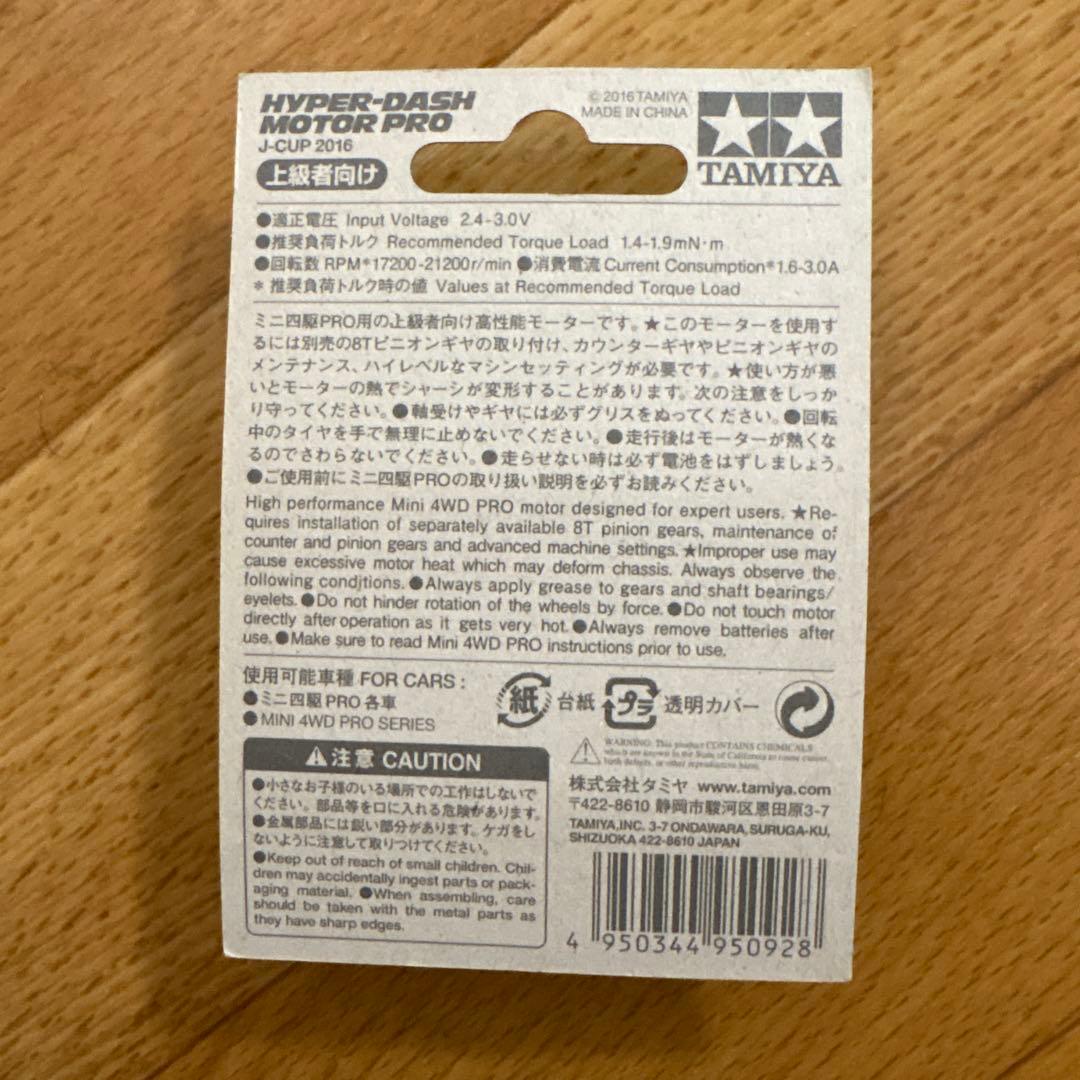 HYPER-DASH
MOTOR PRO
J-CUP 2016
上級者向け
© 2016 TAMIYA
MADE IN CHINA
TAMIYA
●適正電圧 Input Voltage 2.4-3.0V
●推奨負荷トルク Recommended Torque Load 1.4-1.9mN·m
●回転数 RPM*17200-21200r/min ●消費電流 Current Consumption*1.6-3.0A
* 推奨負荷トルク時の値 Values at Recommended Torque Load
ミニ四駆PRO用の上級者向け高性能モーターです。★このモーターを使用す
るには別売の8Tピニオンギヤの取り付け、カウンターギヤやピニオンギヤの
メンテナンス、ハイレベルなマシンセッティングが必要です。★使い方が悪
いとモーターの熱でシャーシが変形することがあります。次の注意をしっか
り守ってください。●軸受けやギヤには必ずグリスをぬってください。●回転
中のタイヤを手で無理に止めないでください。●走行後はモーターが熱くな
るのでさわらないでください。●走らせない時は必ず電池をはずしましょう。
●ご使用前にミニ四駆PROの取り扱い説明を必ずお読みください。
High performance Mini 4WD PRO motor designed for expert users. ★Re-
quires installation of separately available 8T pinion gears, maintenance of
counter and pinion gears and advanced machine settings. ★Improper use may
cause excessive motor heat which may deform chassis. Always observe the
following conditions. ●Always apply grease to gears and shaft bearings/
eyelets. ●Do not hinder rotation of the wheels by force. ●Do not touch motor
directly after operation as it gets very hot. ●Always remove batteries after
use. ●Make sure to read Mini 4WD PRO instructions prior to use.
使用可能車種 FOR CARS :
●ミニ四駆PRO 各車
●MINI 4WD PRO SERIES
紙 台紙 プラ 透明カバー
注意 CAUTION
●小さなお子様のいる場所での工作はしないで
ください。部品等を口に入れる危険があります。
●金属部品には鋭い部分があります。ケガをし
ないように注意して取りつけてください。
●Keep out of reach of small children. Chil-
dren may accidentally ingest parts or pack-
aging material. ●When assembling, care
should be taken with the metal parts as
they have sharp edges.
WARNING: This product CONTAINS CHEMICALS
which are known to the State of California to cause cancer,
birth defects, or other reproductive harm.
株式会社タミヤ www.tamiya.com
〒422-8610 静岡市駿河区恩田原3-7
TAMIYA,INC. 3-7 ONDAWARA, SURUGA-KU,
SHIZUOKA 422-8610 JAPAN
4 950344 950928